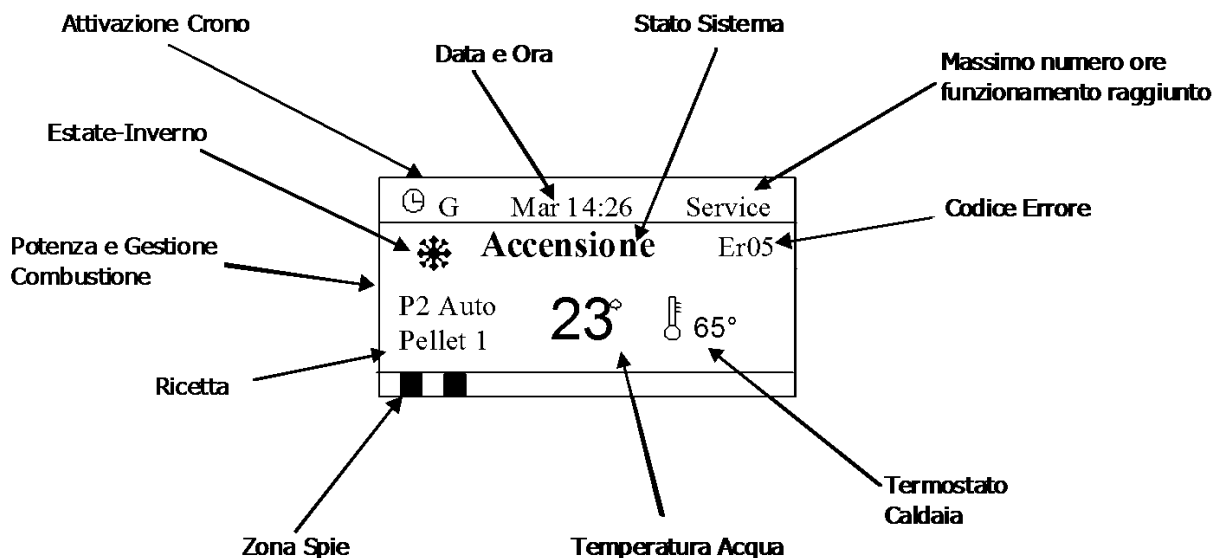 Attivazione Crono
Stato Sistema
Data e Ora
Massimo numero ore
funzionamento raggiunto
Estate-Inverno
G Mar 14:26 Service
Codice Errore
Accensione Er05
Potenza e Gestione
Combustione
P2 Auto
23° 65°
Pellet 1
Ricetta
Termostato
Caldaia
Zona Spie
Temperatura Acqua